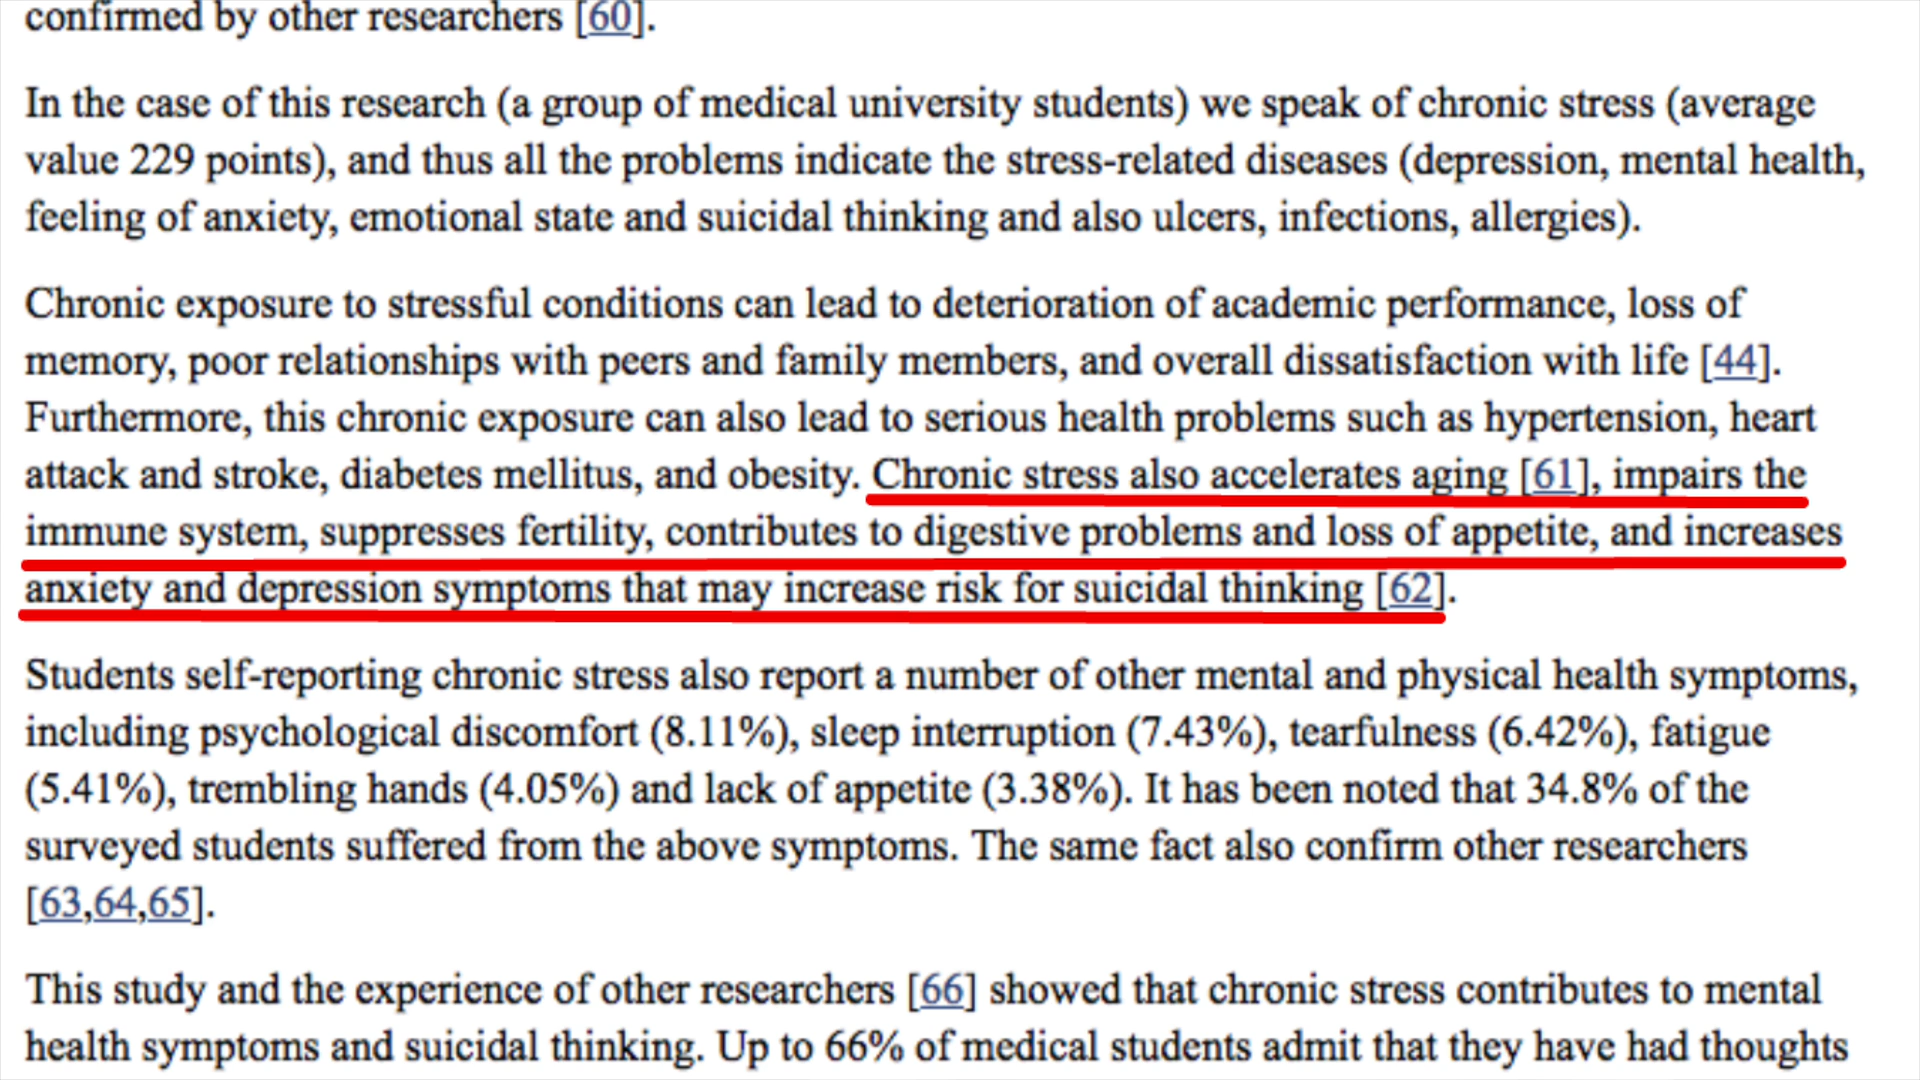 confirmed by other researchers [60].
In the case of this research (a group of medical university students) we speak of chronic stress (average
value 229 points), and thus all the problems indicate the stress-related diseases (depression, mental health,
feeling of anxiety, emotional state and suicidal thinking and also ulcers, infections, allergies).
Chronic exposure to stressful conditions can lead to deterioration of academic performance, loss of
memory, poor relationships with peers and family members, and overall dissatisfaction with life [44].
Furthermore, this chronic exposure can also lead to serious health problems such as hypertension, heart
attack and stroke, diabetes mellitus, and obesity. Chronic stress also accelerates aging [61], impairs the
immune system, suppresses fertility, contributes to digestive problems and loss of appetite, and increases
anxiety and depression symptoms that may increase risk for suicidal thinking [62].
Students self-reporting chronic stress also report a number of other mental and physical health symptoms,
including psychological discomfort (8.11%), sleep interruption (7.43%), tearfulness (6.42%), fatigue
(5.41%), trembling hands (4.05%) and lack of appetite (3.38%). It has been noted that 34.8% of the
surveyed students suffered from the above symptoms. The same fact also confirm other researchers
[63,64,65].
This study and the experience of other researchers [66] showed that chronic stress contributes to mental
health symptoms and suicidal thinking. Up to 66% of medical students admit that they have had thoughts